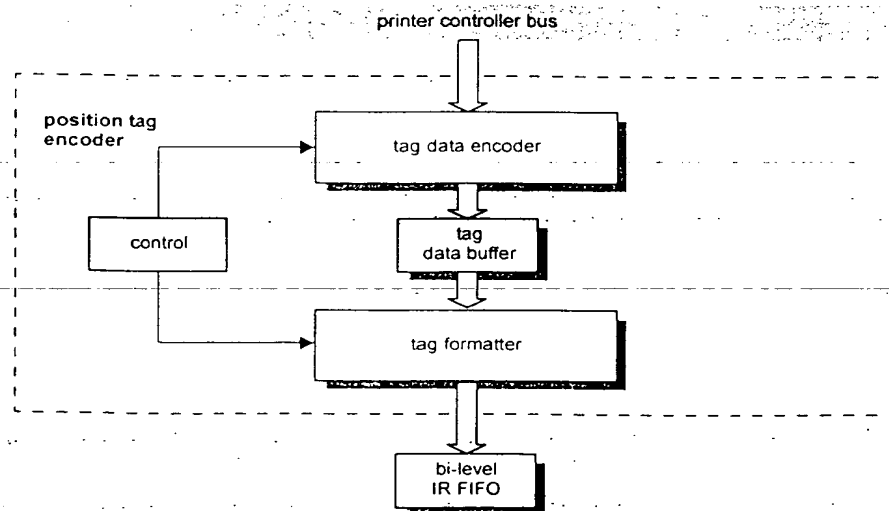 printer controller bus
position tag
encoder
tag data encoder
control
tag
data buffer
tag formatter
bi-level
IR FIFO